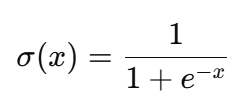 σ(x) = 1 / (1 + e^{-x})